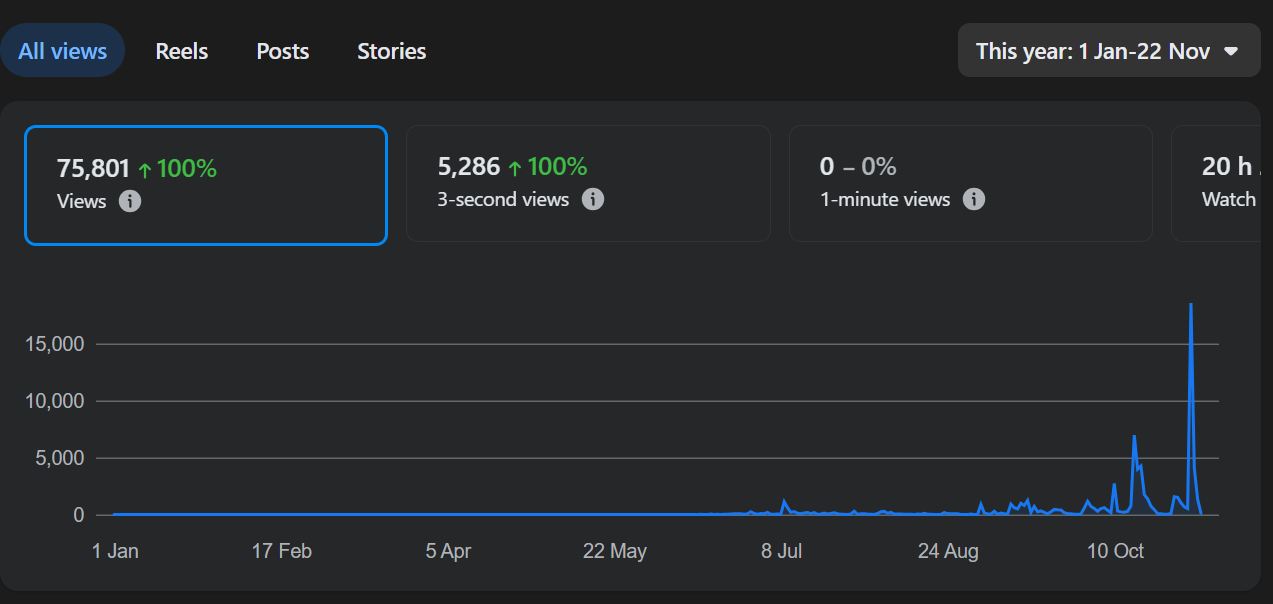 All views Reels Posts Stories This year: 1 Jan-22 Nov
75,801 ↑ 100% 5,286 ↑ 100% 0 – 0% 20 h
Views 3-second views 1-minute views Watch
15,000
10,000
5,000
0
1 Jan 17 Feb 5 Apr 22 May 8 Jul 24 Aug 10 Oct